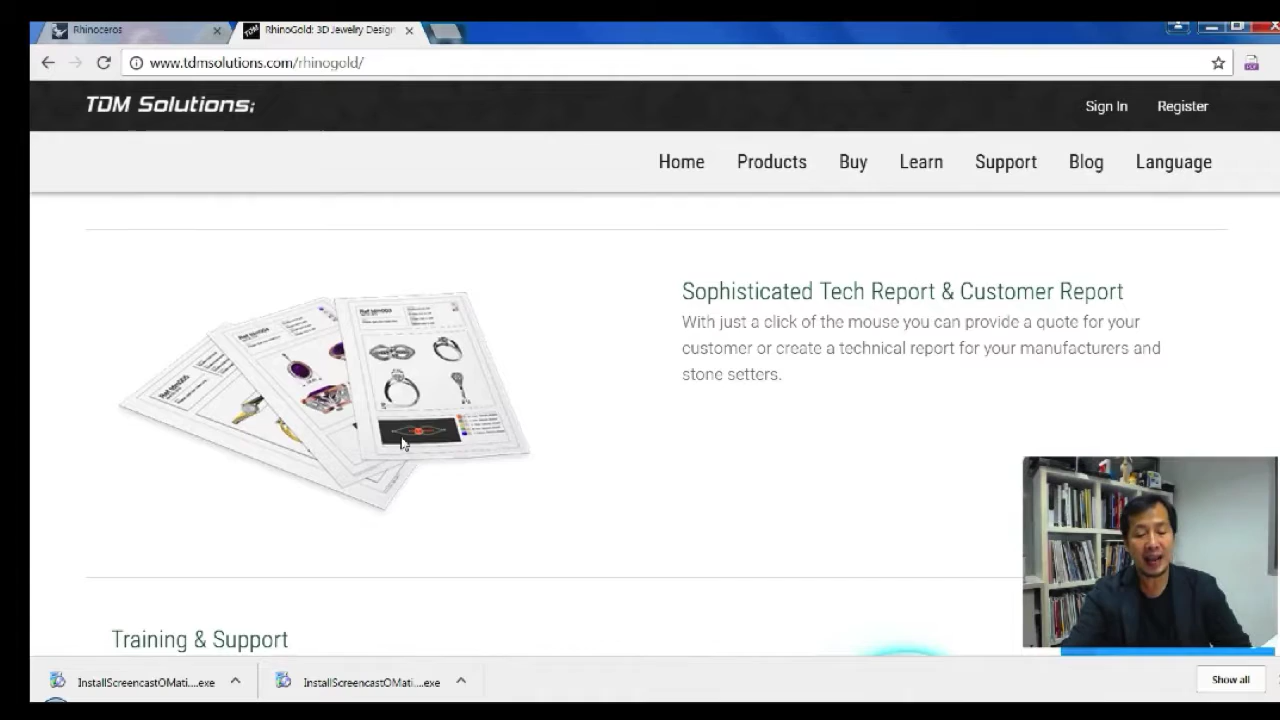 Rhinoceros
RhinoGold: 3D Jewelry Design
www.tdmsolutions.com/rhinogold/
TDM Solutions;
Sign In Register
Home Products Buy Learn Support Blog Language
Sophisticated Tech Report & Customer Report
With just a click of the mouse you can provide a quote for your
customer or create a technical report for your manufacturers and
stone setters.
Training & Support
InstallScreencastOMati....exe
InstallScreencastOMati....exe
Show all